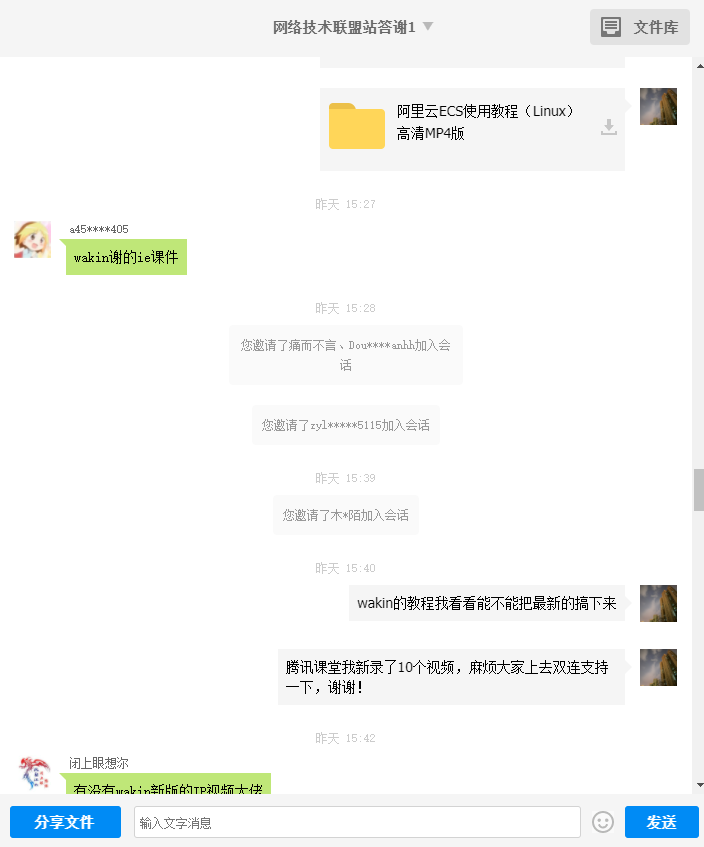 网络技术联盟站答谢1
文件库
阿里云ECS使用教程（Linux）
高清MP4版
昨天 15:27
a45****405
wakin谢的ie课件
昨天 15:28
您邀请了痛而不言、Dou****anhh加入会
话
您邀请了zyl*****5115加入会话
昨天 15:39
您邀请了木*陌加入会话
昨天 15:40
wakin的教程我看看能不能把最新的搞下来
腾讯课堂我新录了10个视频，麻烦大家上去双连支持
一下，谢谢！
昨天 15:42
闭上眼想尔
有没有wakin新版的IP视频大佬
分享文件
输入文字消息
发送